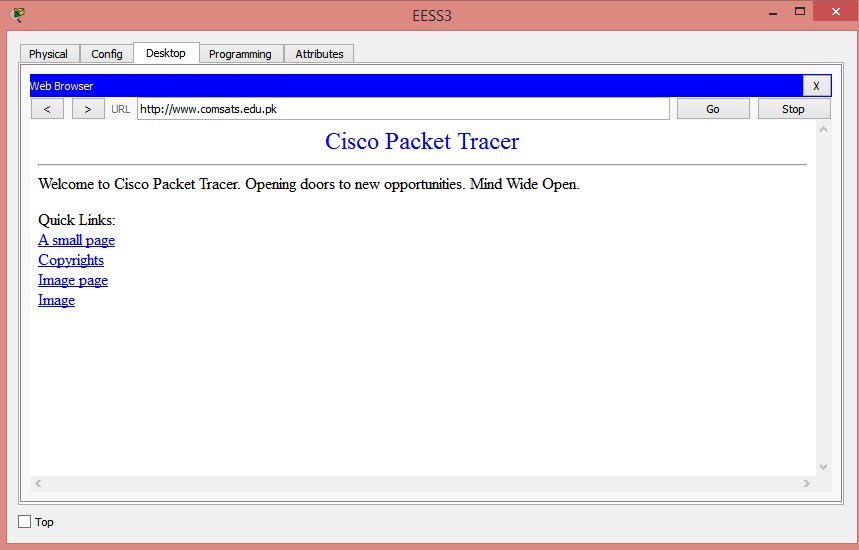 EESS3
Physical Config Desktop Programming Attributes
Web Browser X
< > URL http://www.comsats.edu.pk Go Stop
Cisco Packet Tracer
Welcome to Cisco Packet Tracer. Opening doors to new opportunities. Mind Wide Open.
Quick Links:
A small page
Copyrights
Image page
Image
Top